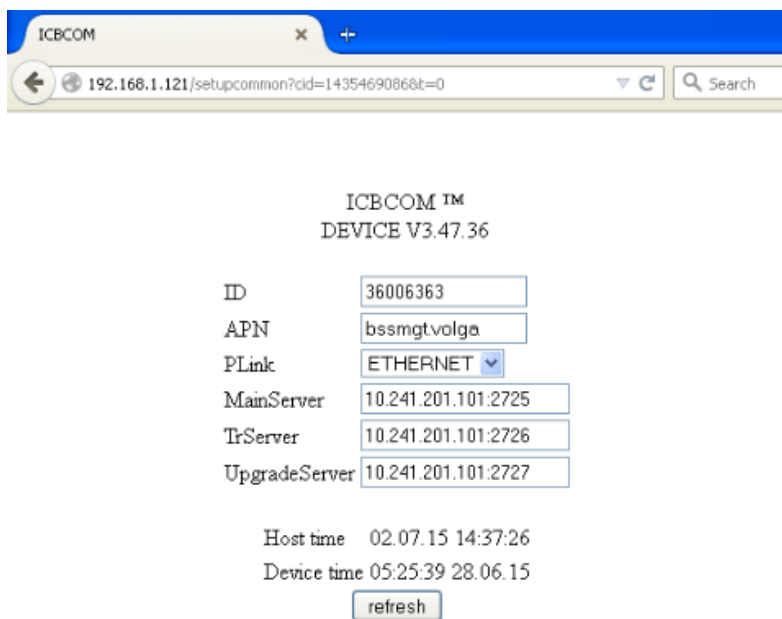 ICBCOM
192.168.1.121/setupcommon?cid=1435469086&t=0
Search
ICBCOM ™
DEVICE V3.47.36
ID 36006363
APN bssmgt.volga
PLink ETHERNET
MainServer 10.241.201.101:2725
TrServer 10.241.201.101:2726
UpgradeServer 10.241.201.101:2727
Host time 02.07.15 14:37:26
Device time 05:25:39 28.06.15
refresh